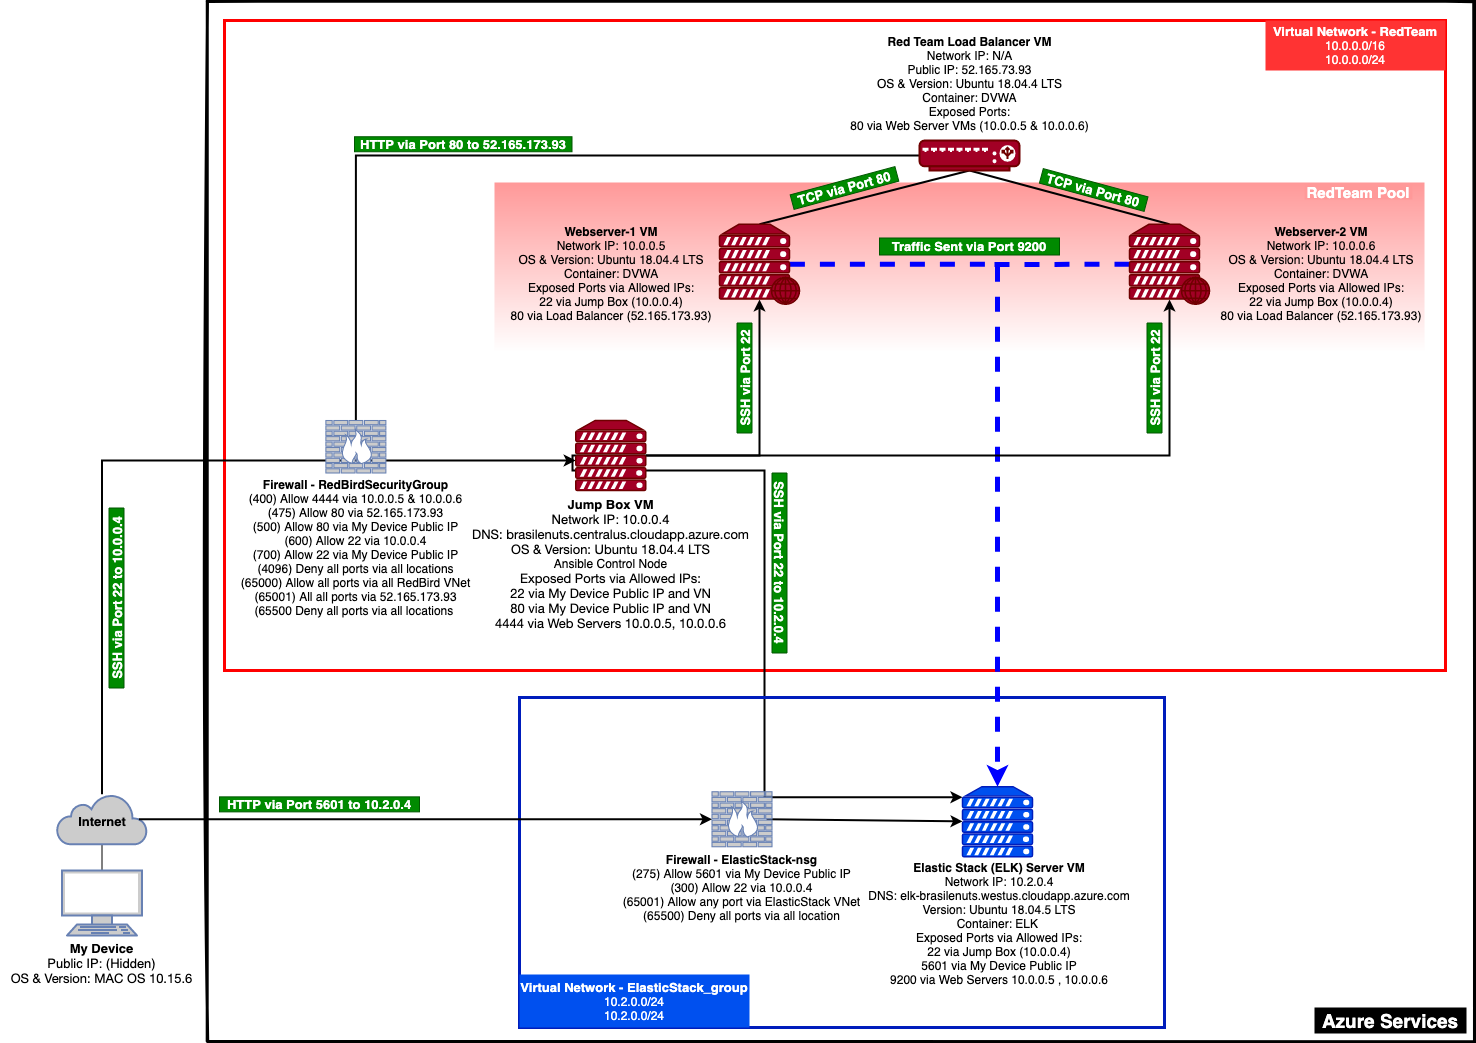 Virtual Network - RedTeam
10.0.0.0/16
10.0.0.0/24
Red Team Load Balancer VM
Network IP: N/A
Public IP: 52.165.73.93
OS & Version: Ubuntu 18.04.4 LTS
Container: DVWA
Exposed Ports:
80 via Web Server VMs (10.0.0.5 & 10.0.0.6)
HTTP via Port 80 to 52.165.173.93
TCP via Port 80
TCP via Port 80
RedTeam Pool
Webserver-1 VM
Network IP: 10.0.0.5
OS & Version: Ubuntu 18.04.4 LTS
Container: DVWA
Exposed Ports via Allowed IPs:
22 via Jump Box (10.0.0.4)
80 via Load Balancer (52.165.173.93)
Traffic Sent via Port 9200
Webserver-2 VM
Network IP: 10.0.0.6
OS & Version: Ubuntu 18.04.4 LTS
Container: DVWA
Exposed Ports via Allowed IPs:
22 via Jump Box (10.0.0.4)
80 via Load Balancer (52.165.173.93)
SSH via Port 22
SSH via Port 22
Firewall - RedBirdSecurityGroup
(400) Allow 4444 via 10.0.0.5 & 10.0.0.6
(475) Allow 80 via 52.165.173.93
(500) Allow 80 via My Device Public IP
(600) Allow 22 via 10.0.0.4
(700) Allow 22 via My Device Public IP
(4096) Deny all ports via all locations
(65000) Allow all ports via all RedBird VNet
(65001) All all ports via 52.165.173.93
(65500 Deny all ports via all locations
Jump Box VM
Network IP: 10.0.0.4
DNS: brasilenuts.centralus.cloudapp.azure.com
OS & Version: Ubuntu 18.04.4 LTS
Ansible Control Node
Exposed Ports via Allowed IPs:
22 via My Device Public IP and VN
80 via My Device Public IP and VN
4444 via Web Servers 10.0.0.5, 10.0.0.6
SSH via Port 22 to 10.2.0.4
SSH via Port 22 to 10.0.0.4
HTTP via Port 5601 to 10.2.0.4
Internet
My Device
Public IP: (Hidden)
OS & Version: MAC OS 10.15.6
Firewall - ElasticStack-nsg
(275) Allow 5601 via My Device Public IP
(300) Allow 22 via 10.0.0.4
(65001) Allow any port via ElasticStack VNet
(65500) Deny all ports via all location
Elastic Stack (ELK) Server VM
Network IP: 10.2.0.4
DNS: elk-brasilenuts.westus.cloudapp.azure.com
Version: Ubuntu 18.04.5 LTS
Container: ELK
Exposed Ports via Allowed IPs:
22 via Jump Box (10.0.0.4)
5601 via My Device Public IP
9200 via Web Servers 10.0.0.5 , 10.0.0.6
Virtual Network - ElasticStack_group
10.2.0.0/24
10.2.0.0/24
Azure Services